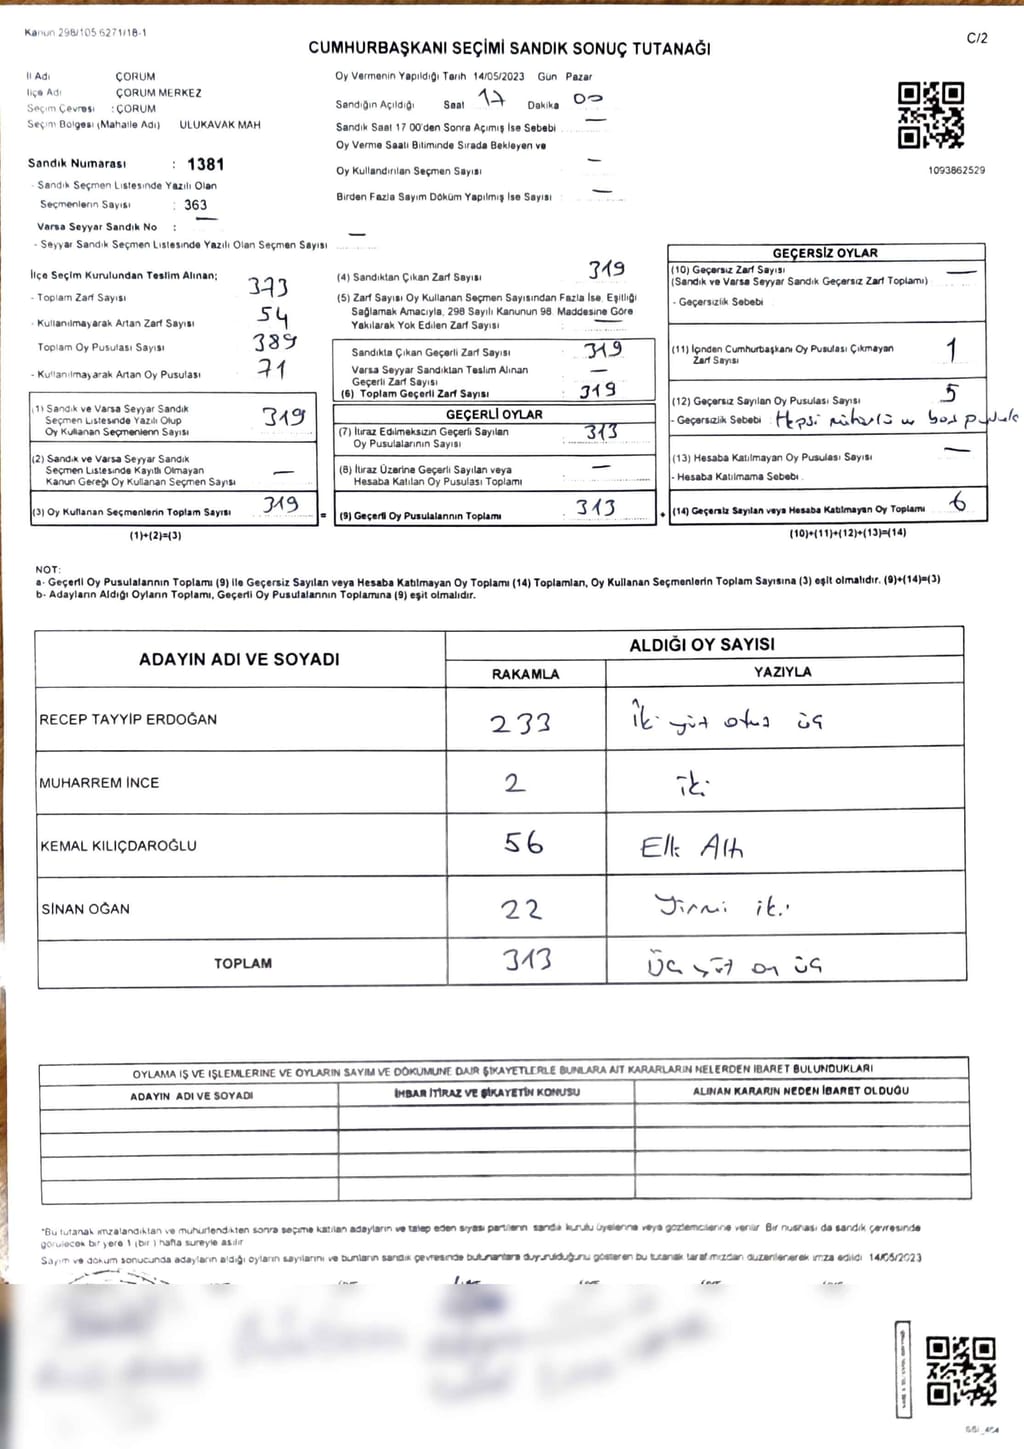 Kanun 298/105 6271/18-1
C/2
CUMHURBAŞKANI SEÇİMİ SANDIK SONUÇ TUTANAĞI
İl Adı ÇORUM
İlçe Adı ÇORUM MERKEZ
Seçim Çevresi : ÇORUM
Seçim Bölgesi (Mahalle Adı) ULUKAVAK MAH
Oy Vermenin Yapıldığı Tarih 14/05/2023 Gün Pazar
Sandığın Açıldığı Saat 17 Dakika 00
Sandık Saat 17 00'den Sonra Açımış İse Sebebi —
Oy Verme Saati Bitiminde Sırada Bekleyen ve
Oy Kullandırılan Seçmen Sayısı —
Birden Fazla Sayım Döküm Yapılmış İse Sayısı —
1093862529
Sandık Numarası : 1381
- Sandık Seçmen Listesinde Yazılı Olan
Seçmenlerin Sayısı : 363
Varsa Seyyar Sandık No : —
- Seyyar Sandık Seçmen Listesinde Yazılı Olan Seçmen Sayısı —
İlçe Seçim Kurulundan Teslim Alınan;
- Toplam Zarf Sayısı 373
- Kullanılmayarak Artan Zarf Sayısı 54
Toplam Oy Pusulası Sayısı 389
- Kullanılmayarak Artan Oy Pusulası 71
(1) Sandık ve Varsa Seyyar Sandık
Seçmen Listesinde Yazılı Olup
Oy Kullanan Seçmenlerin Sayısı 319
(2) Sandık ve Varsa Seyyar Sandık
Seçmen Listesinde Kayıtlı Olmayan
Kanun Gereği Oy Kullanan Seçmen Sayısı —
(3) Oy Kullanan Seçmenlerin Toplam Sayısı 319 =
(1)+(2)=(3)
(4) Sandıktan Çıkan Zarf Sayısı 319
(5) Zarf Sayısı Oy Kullanan Seçmen Sayısından Fazla İse, Eşitliği
Sağlamak Amacıyla, 298 Sayılı Kanunun 98. Maddesine Göre
Yakılarak Yok Edilen Zarf Sayısı : —
Sandıkta Çıkan Geçerli Zarf Sayısı 319
Varsa Seyyar Sandıktan Teslim Alınan
Geçerli Zarf Sayısı —
(6) Toplam Geçerli Zarf Sayısı : 319
GEÇERLİ OYLAR
(7) İtiraz Edilmeksizin Geçerli Sayılan
Oy Pusulalarının Sayısı : 313
(8) İtiraz Üzerine Geçerli Sayılan veya
Hesaba Katılan Oy Pusulası Toplamı : —
(9) Geçerli Oy Pusulalarının Toplamı : 313 +
GEÇERSİZ OYLAR
(10) Geçersiz Zarf Sayısı —
(Sandık ve Varsa Seyyar Sandık Geçersiz Zarf Toplamı)
- Geçersizlik Sebebi
(11) İçinden Cumhurbaşkanı Oy Pusulası Çıkmayan
Zarf Sayısı 1
(12) Geçersiz Sayılan Oy Pusulası Sayısı 5
- Geçersizlik Sebebi : Hepsi mühürlü ve boş pusula
(13) Hesaba Katılmayan Oy Pusulası Sayısı —
- Hesaba Katılmama Sebebi
(14) Geçersiz Sayılan veya Hesaba Katılmayan Oy Toplamı 6
(10)+(11)+(12)+(13)=(14)
NOT:
a- Geçerli Oy Pusulalarının Toplamı (9) ile Geçersiz Sayılan veya Hesaba Katılmayan Oy Toplamı (14) Toplamları, Oy Kullanan Seçmenlerin Toplam Sayısına (3) eşit olmalıdır. (9)+(14)=(3)
b- Adayların Aldığı Oyların Toplamı, Geçerli Oy Pusulalarının Toplamına (9) eşit olmalıdır.
ADAYIN ADI VE SOYADI
ALDIĞI OY SAYISI
RAKAMLA YAZIYLA
RECEP TAYYİP ERDOĞAN 233 İki yüz otuz üç
MUHARREM İNCE 2 iki
KEMAL KILIÇDAROĞLU 56 Elli Altı
SİNAN OĞAN 22 Yirmi iki
TOPLAM 313 Üç yüz on üç
OYLAMA İŞ VE İŞLEMLERİNE VE OYLARIN SAYIM VE DÖKÜMÜNE DAİR ŞİKAYETLERLE BUNLARA AİT KARARLARIN NELERDEN İBARET BULUNDUKLARI
ADAYIN ADI VE SOYADI İHBAR İTİRAZ VE ŞİKAYETİN KONUSU ALINAN KARARIN NEDEN İBARET OLDUĞU
*Bu tutanak imzalandıktan ve mühürlendikten sonra seçime katılan adayların ve talep eden siyasi partilerin sandık kurulu üyelerine veya gözlemcilerine verilir. Bir nüshası da sandık çevresinde
görülecek bir yere 1 (bir) hafta süreyle asılır
Sayım ve döküm sonucunda adayların aldığı oyların sayılarını ve bunların sandık çevresinde bulunanlara duyurulduğunu gösteren bu tutanak tarafımızdan düzenlenerek imza edildi 14/05/2023